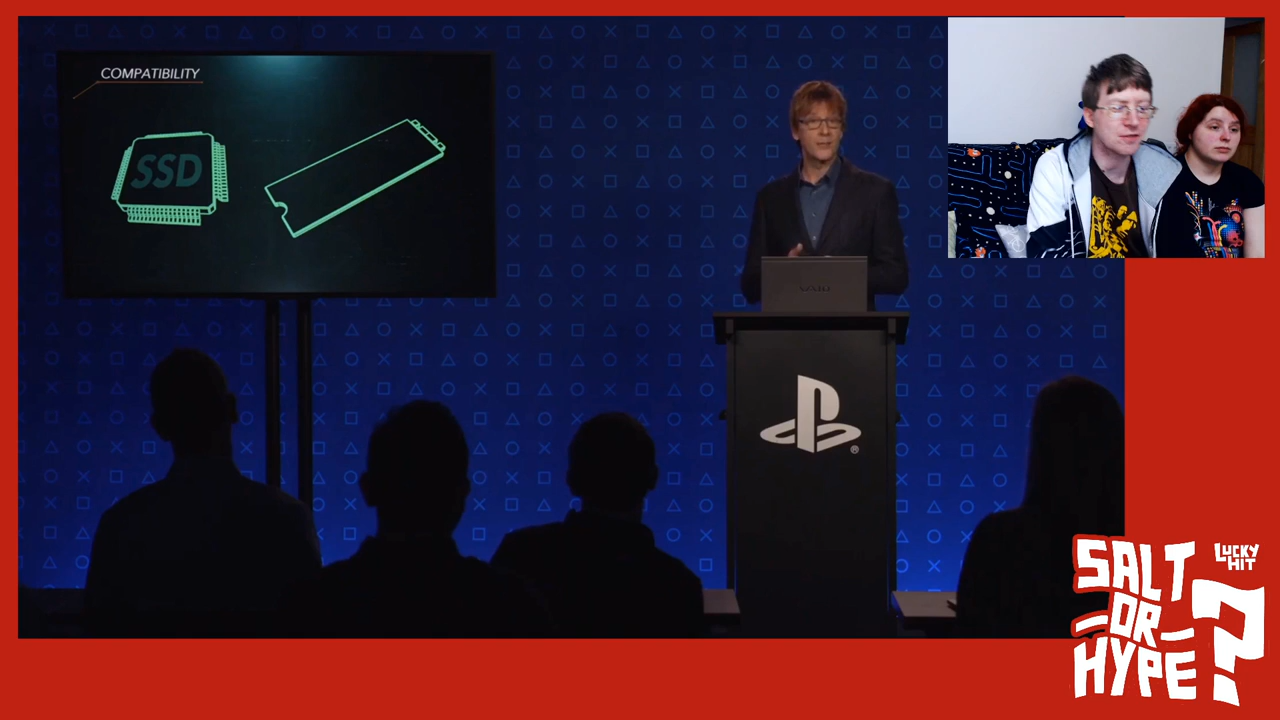 COMPATIBILITY
SSD
SALT
OR
HYPE?
LUCKY
HIT